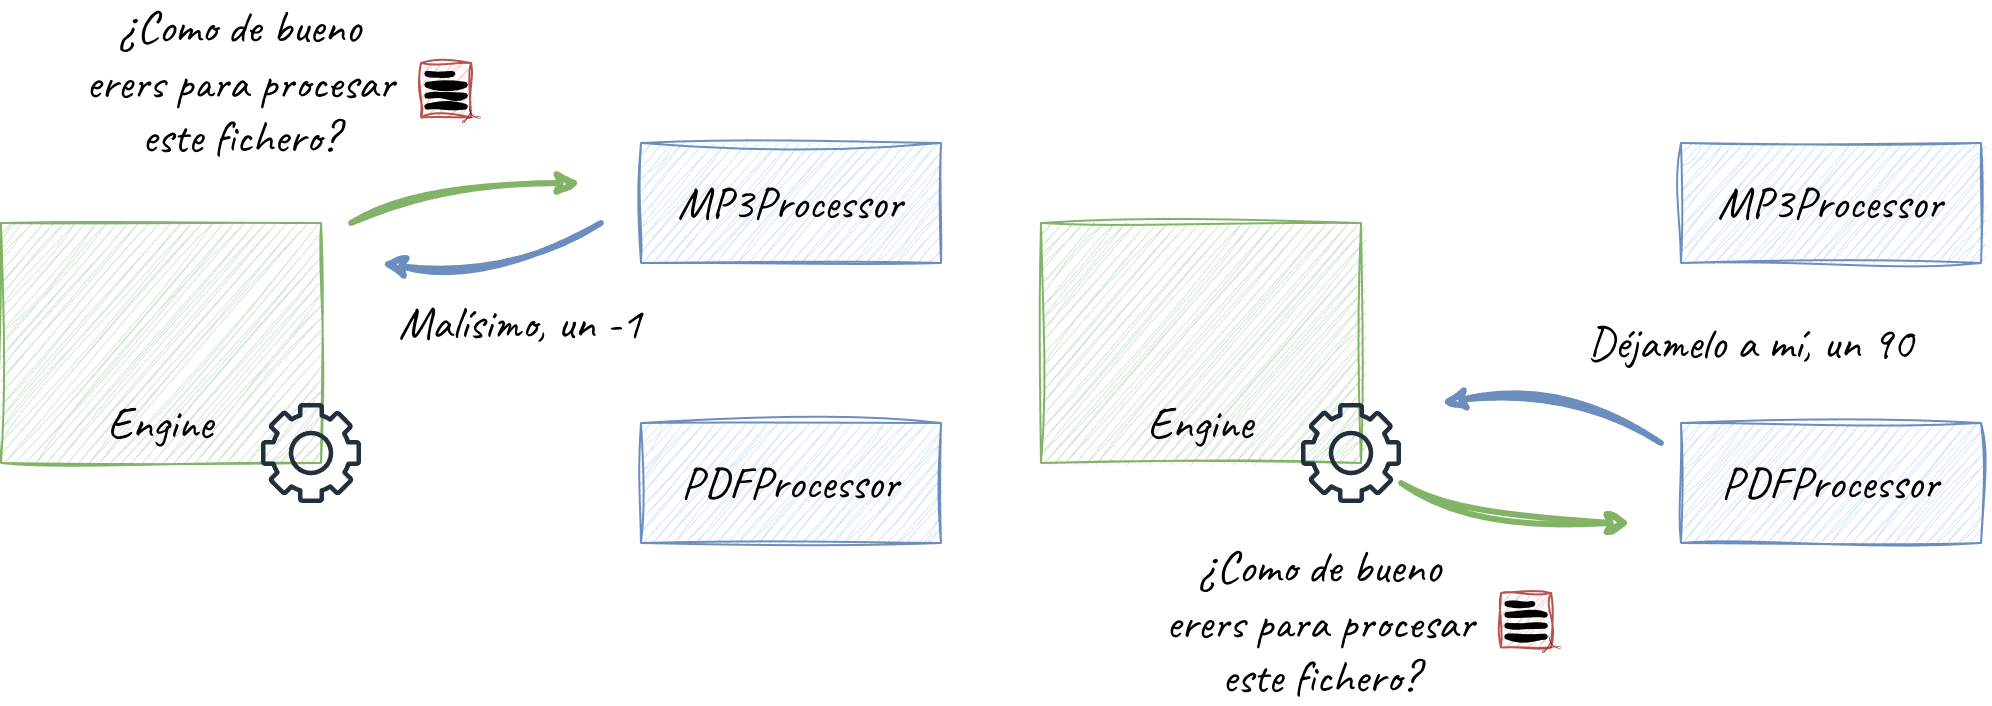 ¿Como de bueno
erers para procesar
este fichero?
MP3Processor
Malísimo, un -1
Engine
PDFProcessor
MP3Processor
Déjamelo a mí, un 90
Engine
PDFProcessor
¿Como de bueno
erers para procesar
este fichero?